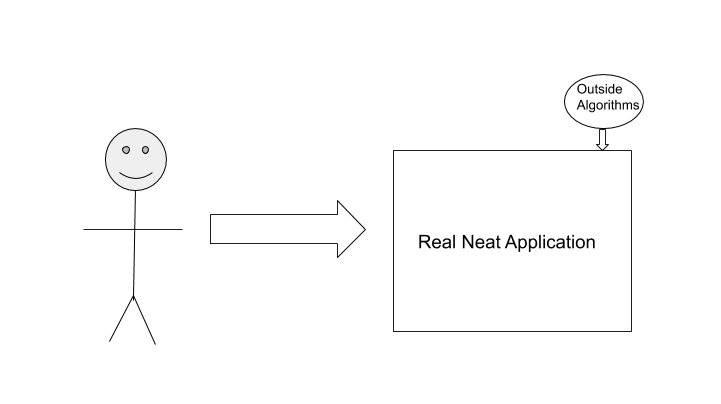 Outside
Algorithms
Real Neat Application